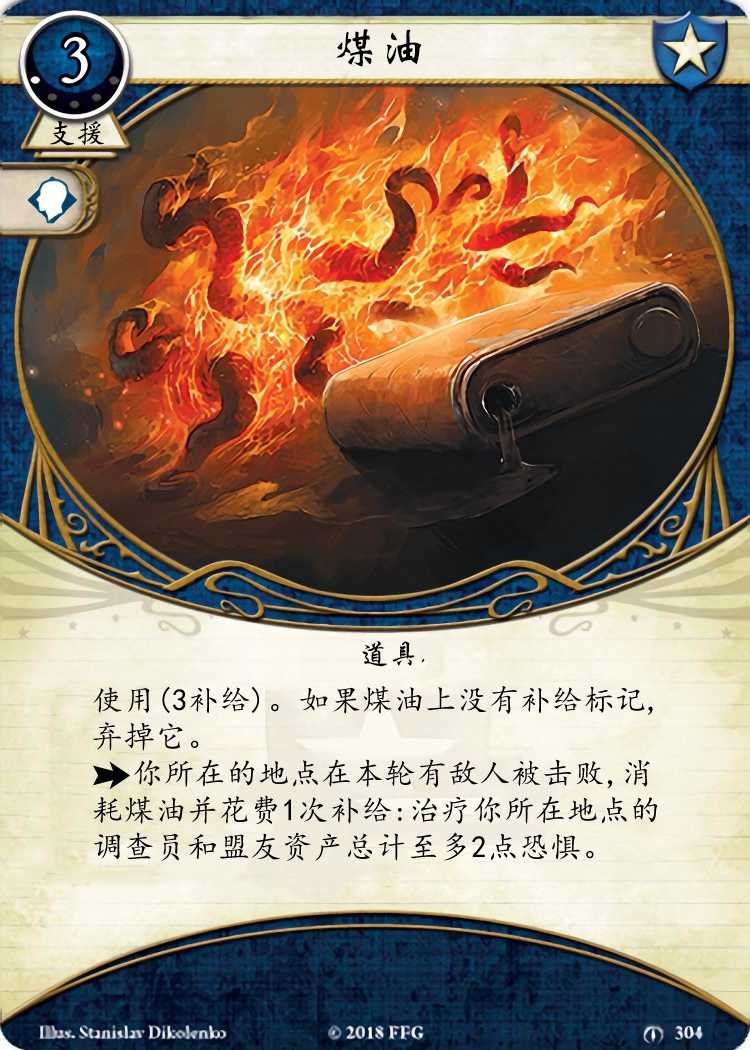 3
煤油
支援
道具.
使用(3补给)。如果煤油上没有补给标记,
弃掉它。
你所在的地点在本轮有敌人被击败,消
耗煤油并花费1次补给:治疗你所在地点的
调查员和盟友资产总计至多2点恐惧。
Illus. Stanislav Dikolenko
© 2018 FFG
304